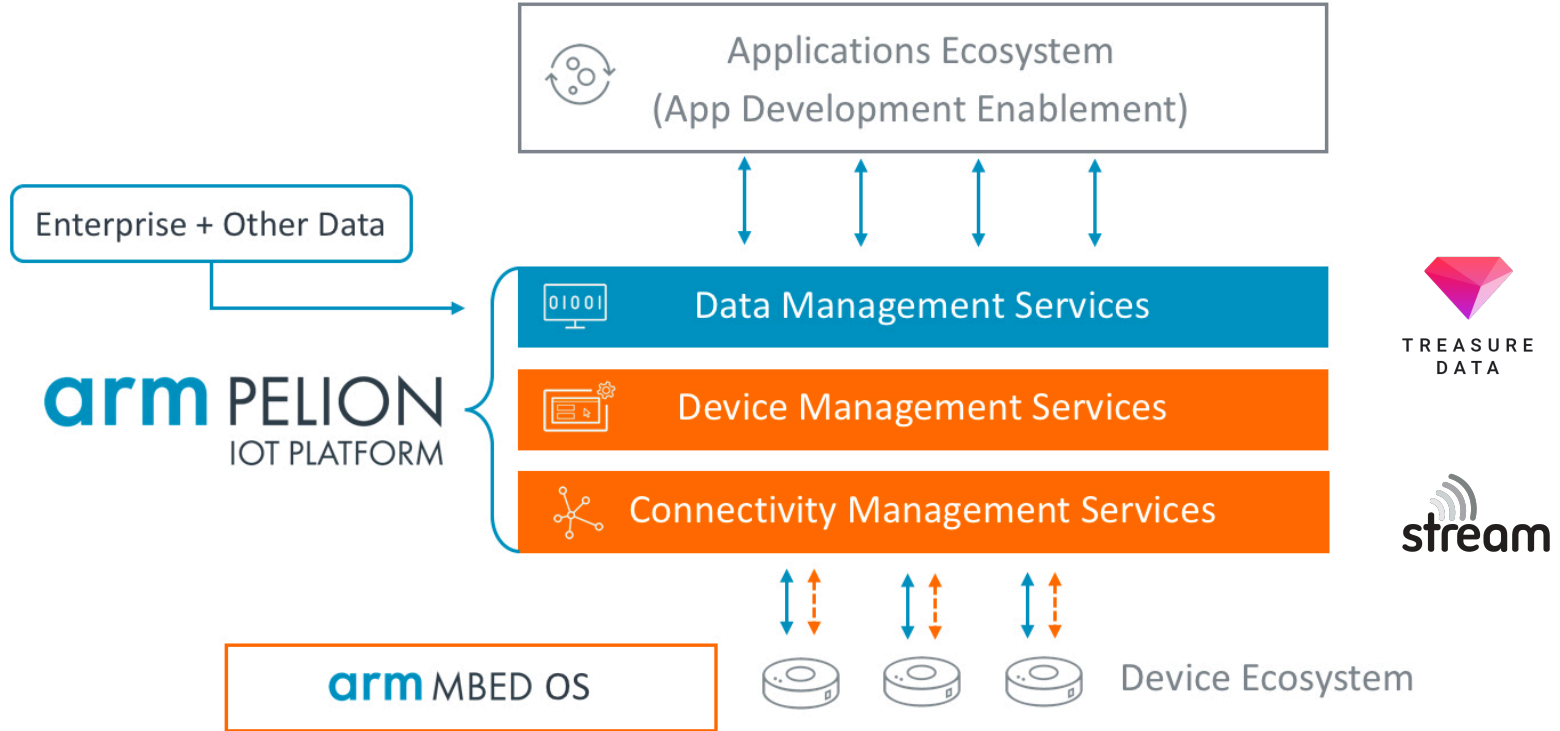 Applications Ecosystem
(App Development Enablement)
Enterprise + Other Data
01001
Data Management Services
TREASURE
DATA
arm PELION
IOT PLATFORM
Device Management Services
Connectivity Management Services
stream
arm MBED OS
Device Ecosystem